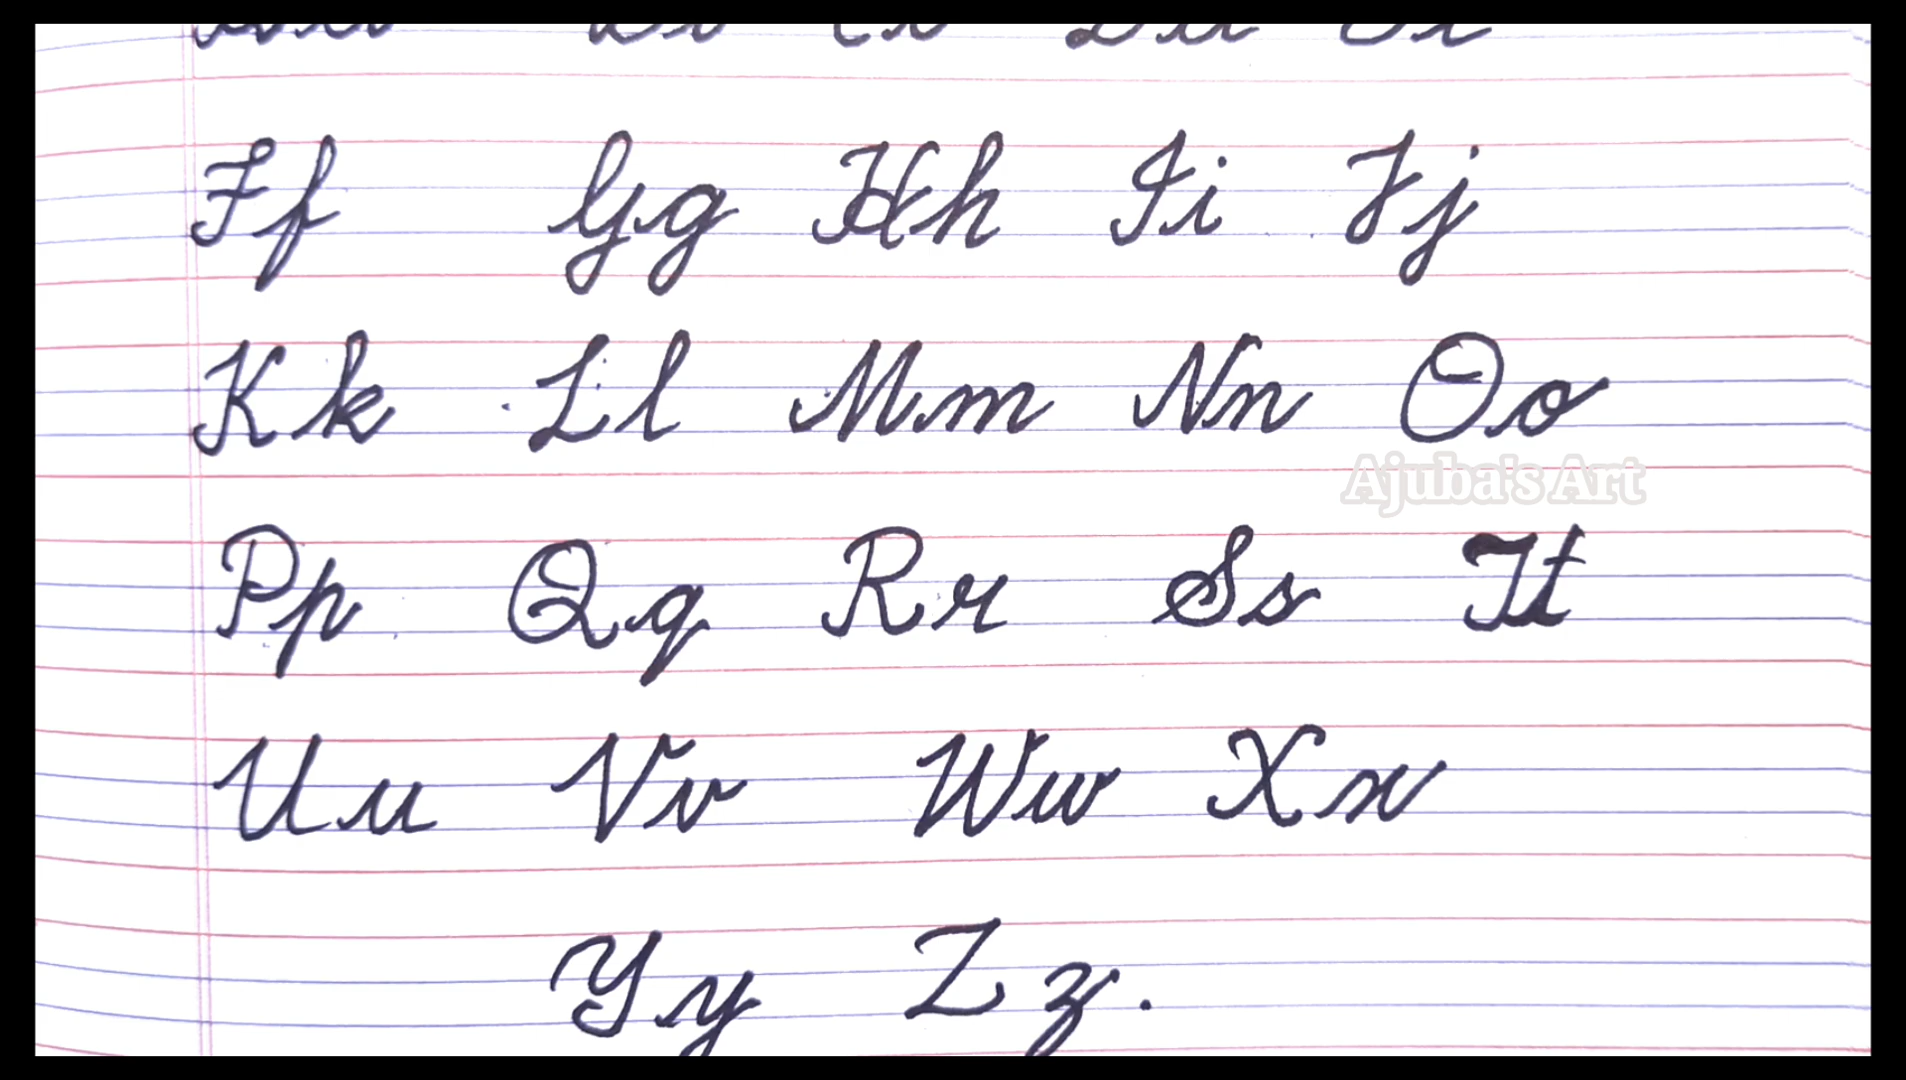 Ff Gg Hh Ii Jj
Kk Ll Mm Nn Oo
Ajuba's Art
Pp Qq Rr Ss Tt
Uu Vv Ww Xx
Yy Zz.